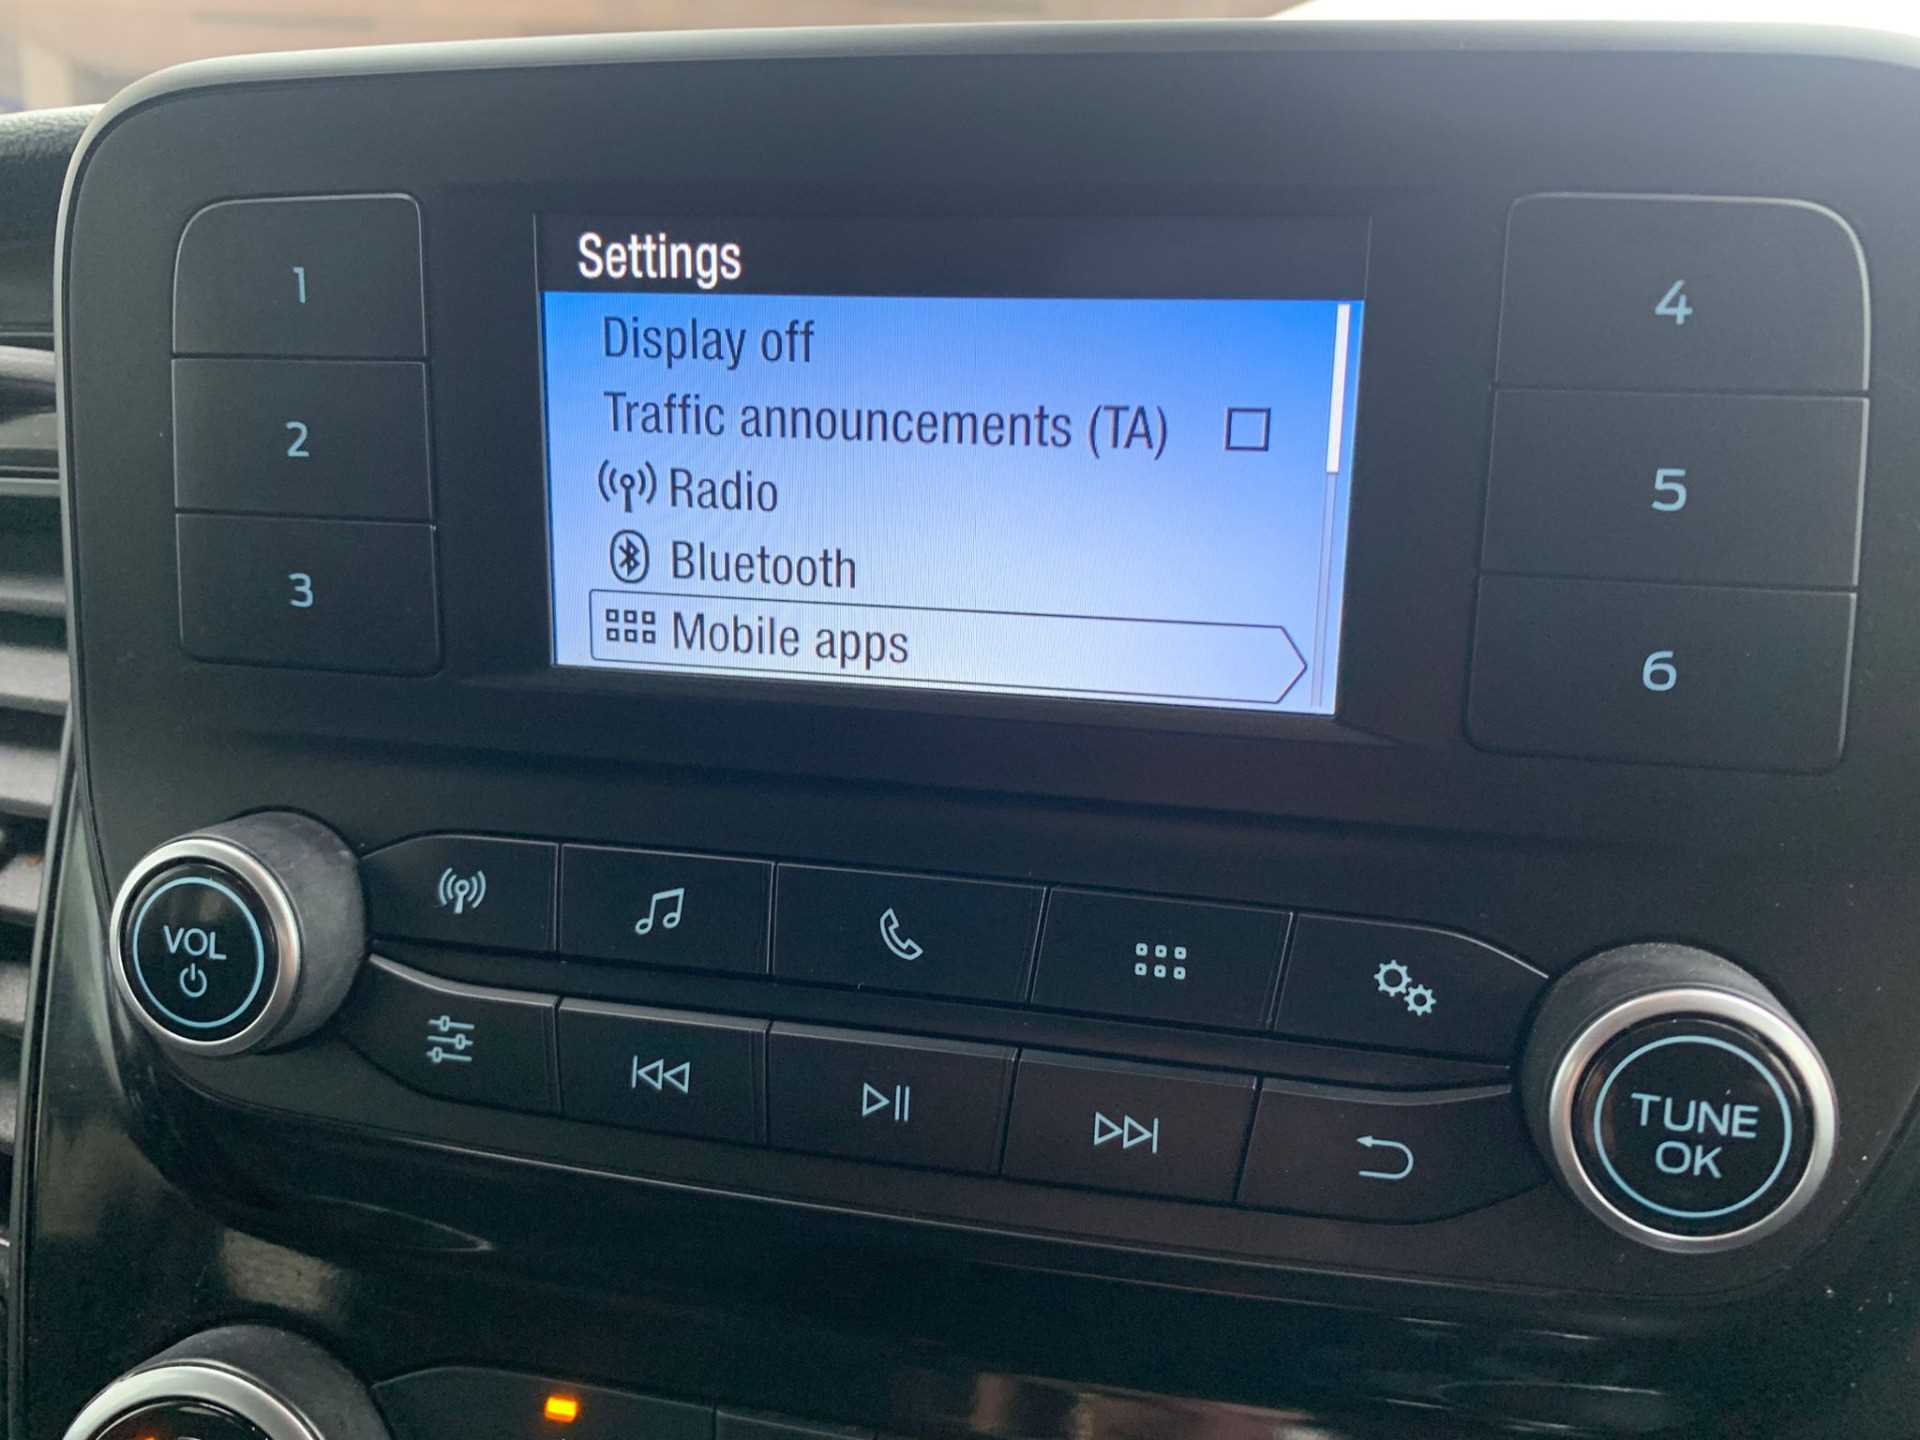 Settings
Display off
Traffic announcements (TA)
Radio
Bluetooth
Mobile apps
1
2
3
4
5
6
VOL
TUNE
OK